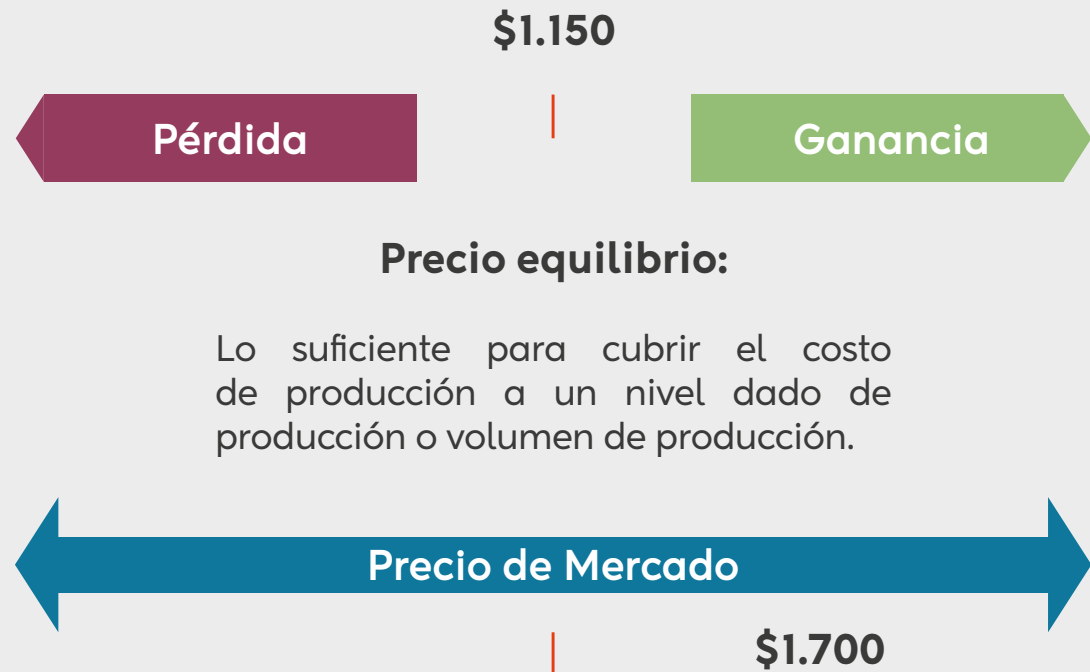 $1.150
Pérdida
Ganancia
Precio equilibrio:
Lo suficiente para cubrir el costo
de producción a un nivel dado de
producción o volumen de producción.
Precio de Mercado
$1.700